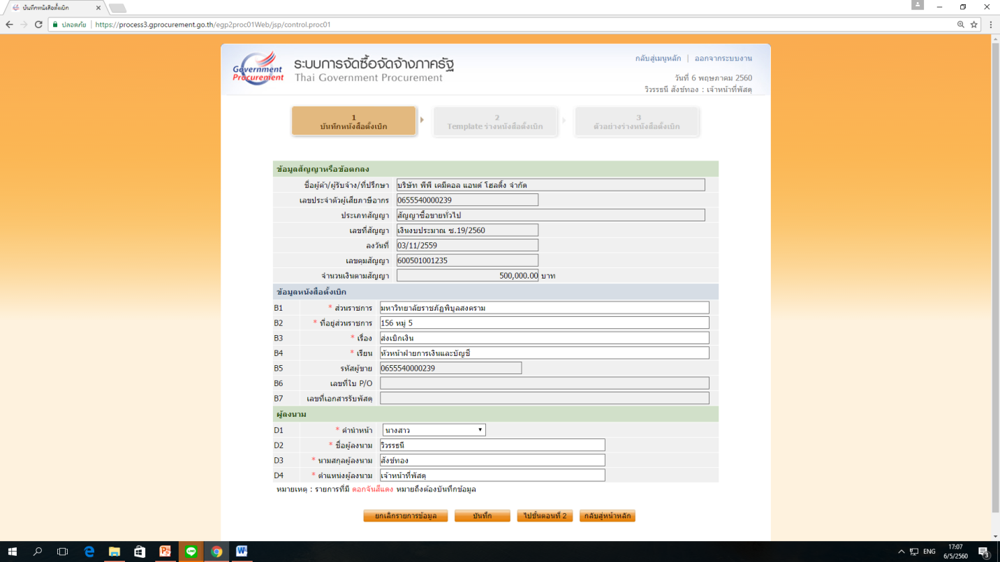 บันทึกหนังสือตั้งเบิก
ปลอดภัย | https://process3.gprocurement.go.th/egp2proc01Web/jsp/control.proc01
Government Procurement
ระบบการจัดซื้อจัดจ้างภาครัฐ
Thai Government Procurement
กลับสู่เมนูหลัก | ออกจากระบบงาน
วันที่ 6 พฤษภาคม 2560
วิวรรธนี สังข์ทอง : เจ้าหน้าที่พัสดุ
1 บันทึกหนังสือตั้งเบิก
2 Template ร่างหนังสือตั้งเบิก
3 ตัวอย่างร่างหนังสือตั้งเบิก
ข้อมูลสัญญาหรือข้อตกลง
ชื่อผู้ค้า/ผู้รับจ้าง/ที่ปรึกษา บริษัท พีพี เคมีคอล แอนด์ โฮลดิ้ง จำกัด
เลขประจำตัวผู้เสียภาษีอากร 0655540000239
ประเภทสัญญา สัญญาซื้อขายทั่วไป
เลขที่สัญญา เงินงบประมาณ ซ.19/2560
ลงวันที่ 03/11/2559
เลขคุมสัญญา 600501001235
จำนวนเงินตามสัญญา 500,000.00 บาท
ข้อมูลหนังสือตั้งเบิก
B1 * ส่วนราชการ มหาวิทยาลัยราชภัฏพิบูลสงคราม
B2 * ที่อยู่ส่วนราชการ 156 หมู่ 5
B3 * เรื่อง ส่งเบิกเงิน
B4 * เรียน หัวหน้าฝ่ายการเงินและบัญชี
B5 รหัสผู้ขาย 0655540000239
B6 เลขที่ใบ P/O
B7 เลขที่เอกสารรับพัสดุ
ผู้ลงนาม
D1 * คำนำหน้า นางสาว
D2 * ชื่อผู้ลงนาม วิวรรธนี
D3 * นามสกุลผู้ลงนาม สังข์ทอง
D4 * ตำแหน่งผู้ลงนาม เจ้าหน้าที่พัสดุ
หมายเหตุ : รายการที่มี ดอกจันสีแดง หมายถึงต้องบันทึกข้อมูล
ยกเลิกรายการข้อมูล บันทึก ไปขั้นตอนที่ 2 กลับสู่หน้าหลัก
ENG
17:07
6/5/2560
3